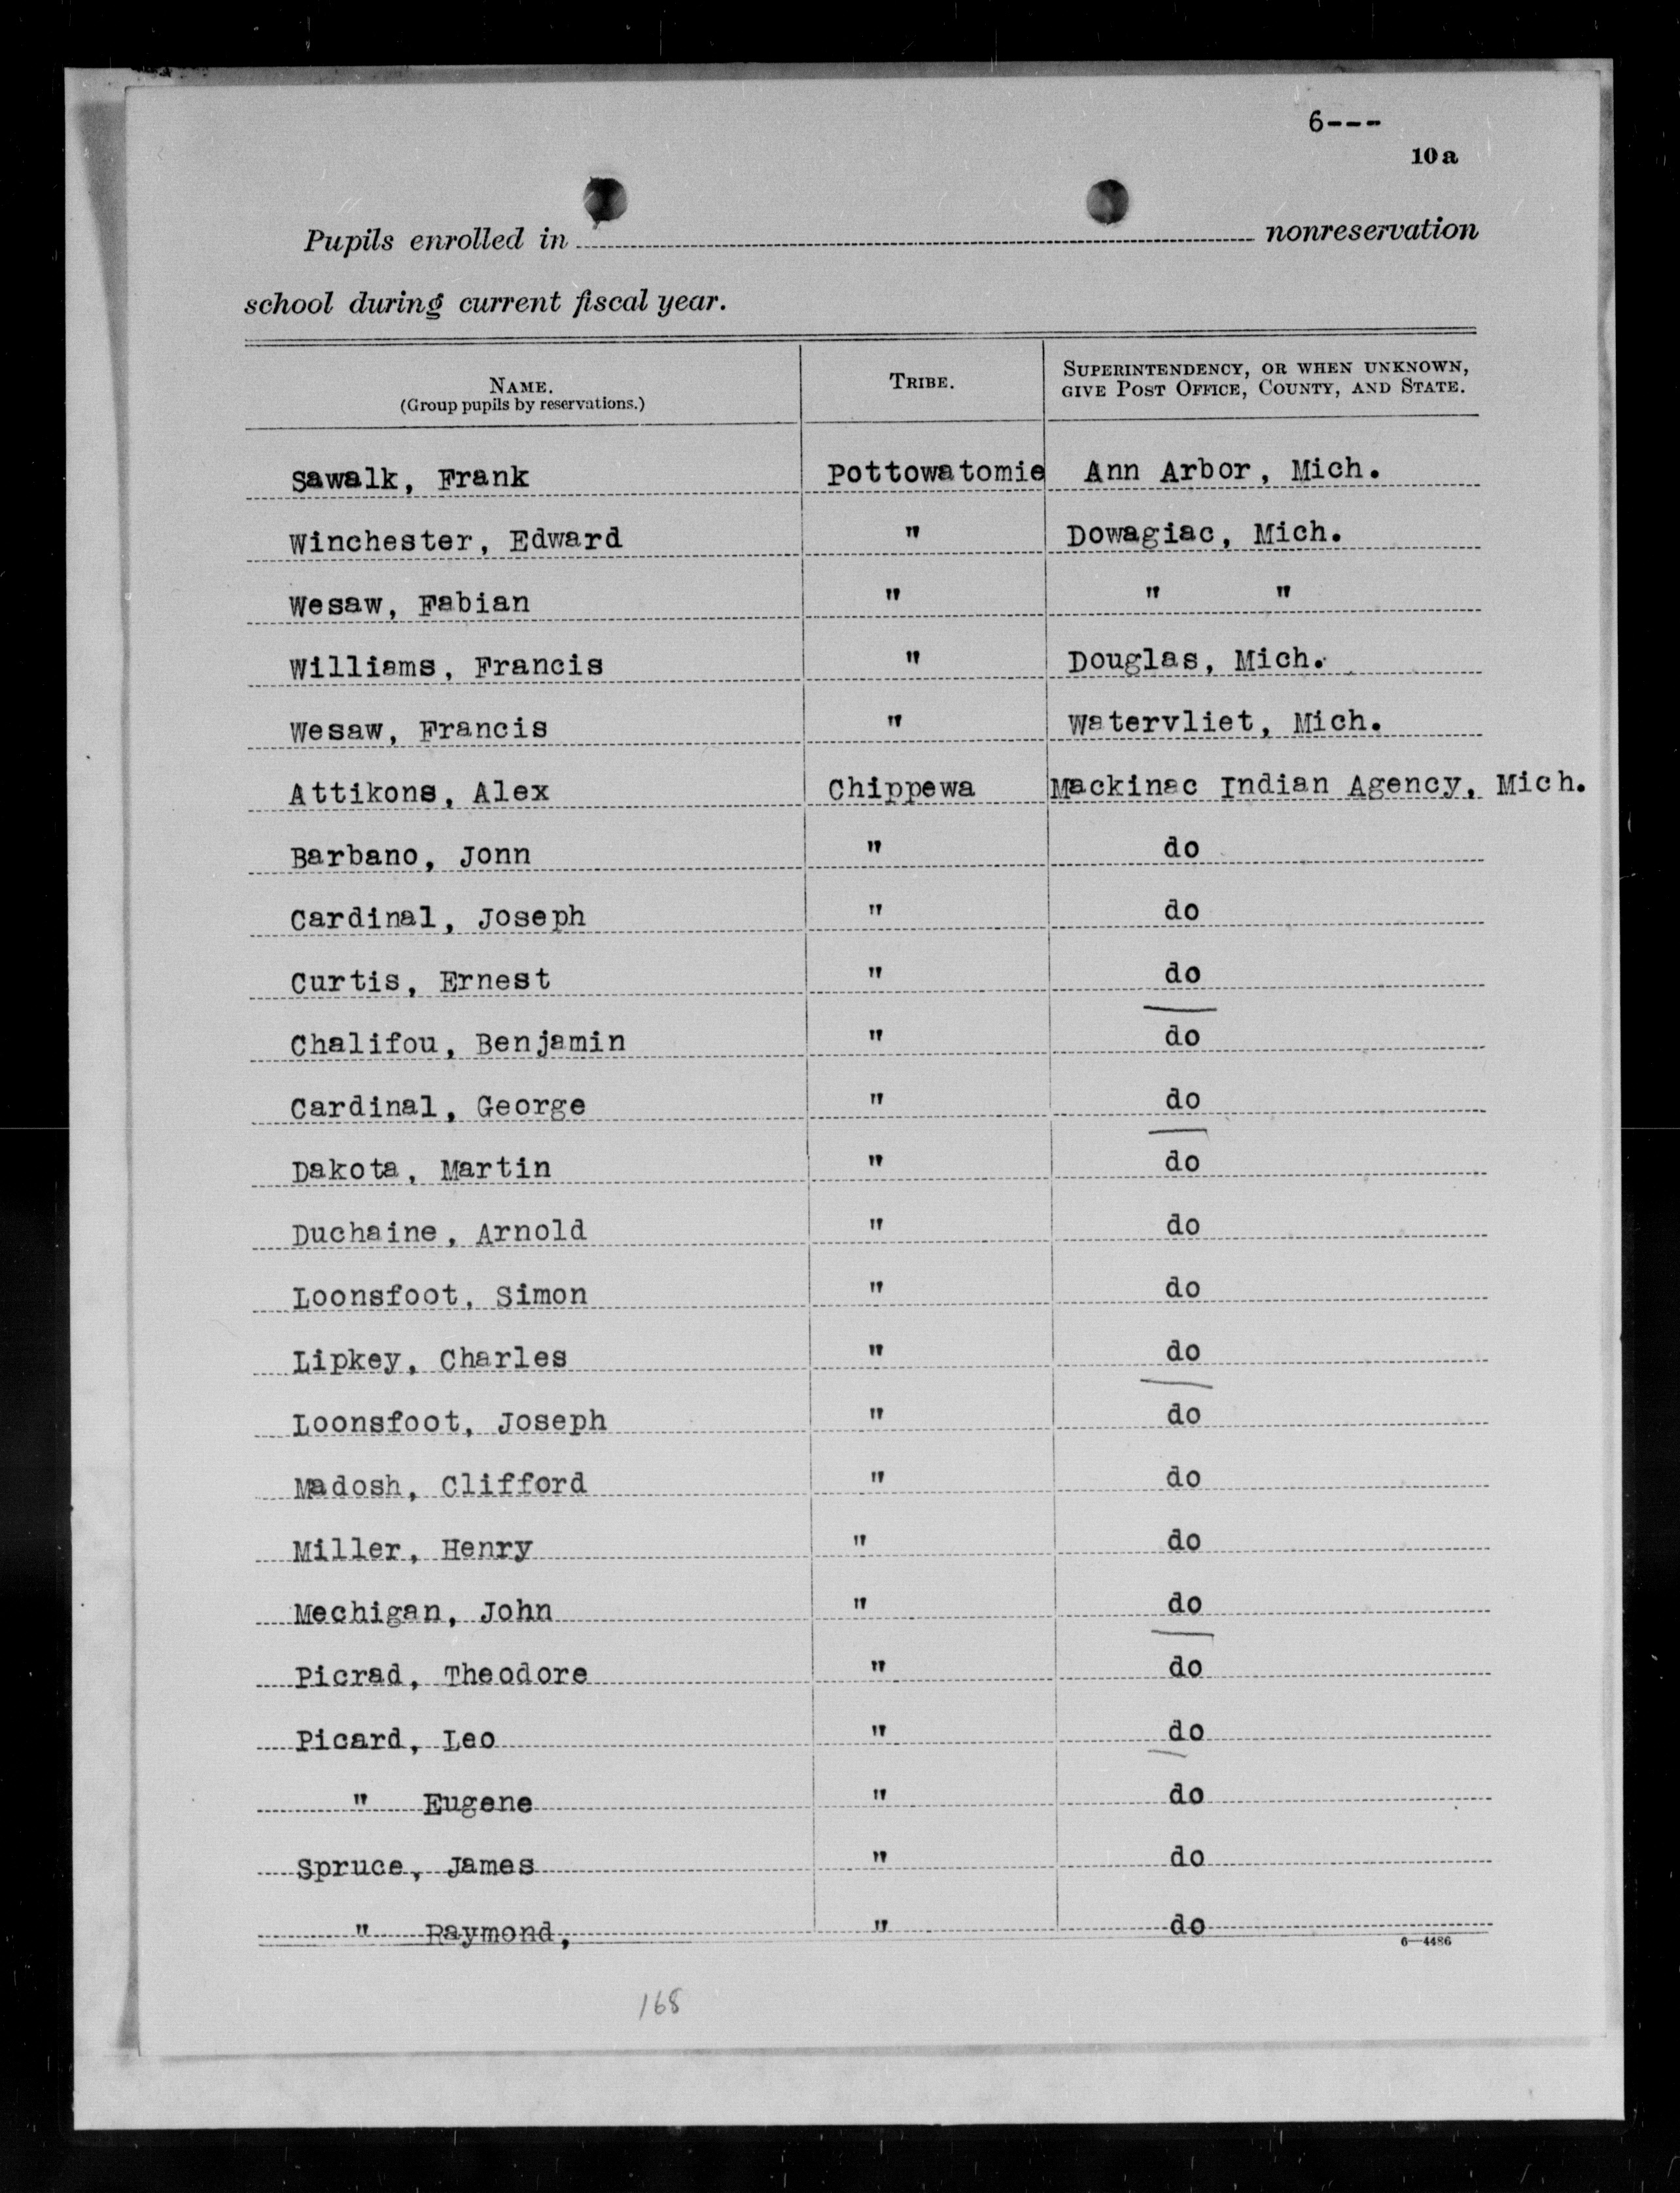 6---
10 a
Pupils enrolled in nonreservation
school during current fiscal year.
NAME. TRIBE. SUPERINTENDENCY, OR WHEN UNKNOWN,
(Group pupils by reservations.) GIVE POST OFFICE, COUNTY, AND STATE.
Sawalk, Frank Pottowatomie Ann Arbor, Mich.
Winchester, Edward " Dowagiac, Mich.
Wesaw, Fabian " " "
Williams, Francis " Douglas, Mich.
Wesaw, Francis " Watervliet, Mich.
Attikons, Alex Chippewa Mackinac Indian Agency, Mich.
Barbano, Jonn " do
Cardinal, Joseph " do
Curtis, Ernest " do
Chalifou, Benjamin " do
Cardinal, George " do
Dakota, Martin " do
Duchaine, Arnold " do
Loonsfoot, Simon " do
Lipkey, Charles " do
Loonsfoot, Joseph " do
Madosh, Clifford " do
Miller, Henry " do
Mechigan, John " do
Picrad, Theodore " do
Picard, Leo " do
" Eugene " do
Spruce, James " do
" Raymond, " do
6—4486
168